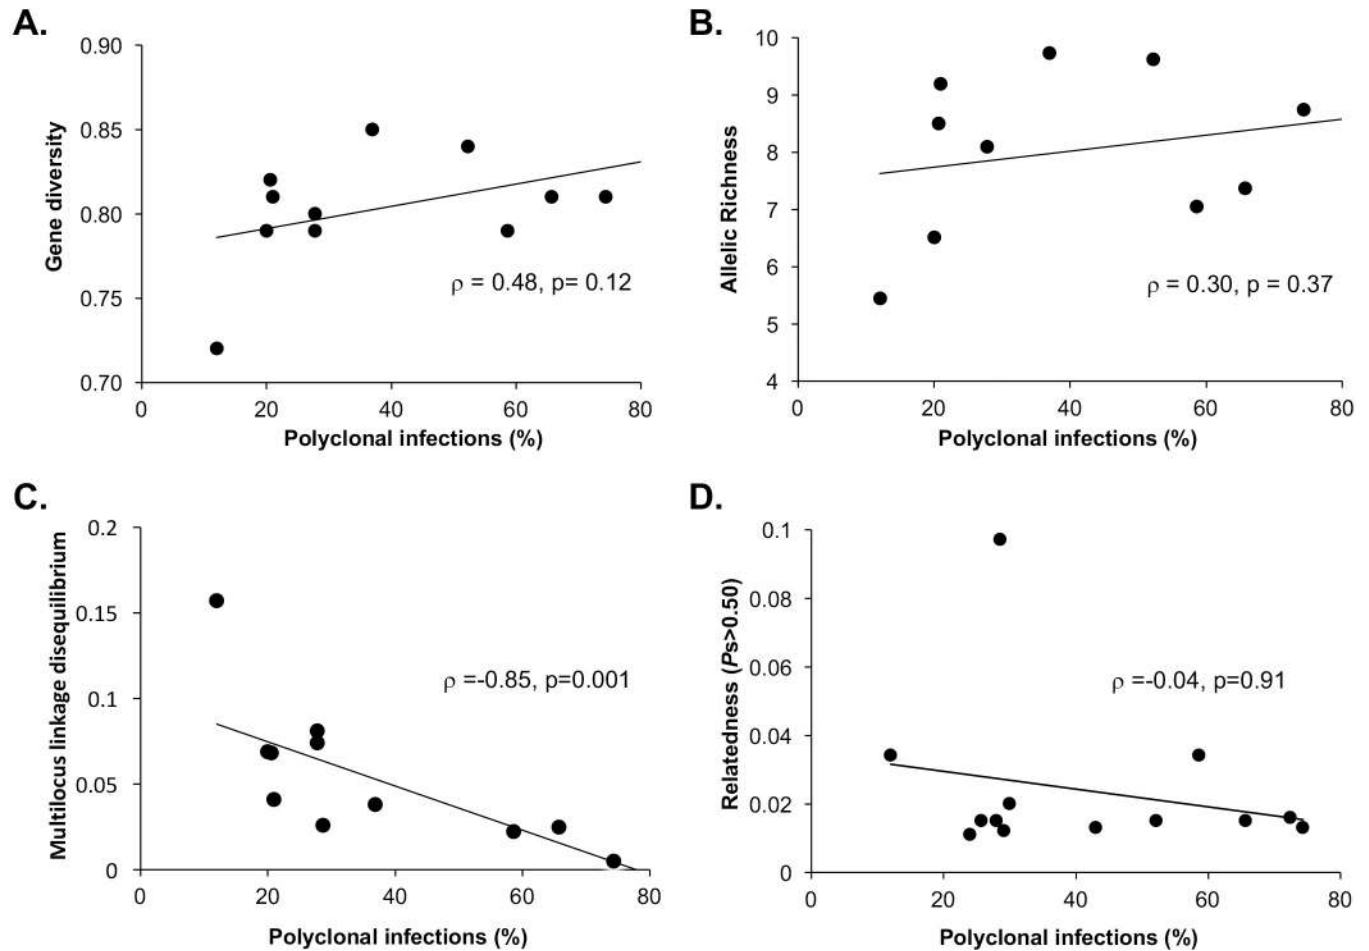 A.
0.90
0.85
0.80
0.75
0.70
Gene diversity
ρ = 0.48, p= 0.12
0 20 40 60 80
Polyclonal infections (%)
B.
10
9
8
7
6
5
4
Allelic Richness
ρ = 0.30, p = 0.37
0 20 40 60 80
Polyclonal infections (%)
C.
0.2
0.15
0.1
0.05
0
Multilocus linkage disequilibrium
ρ =-0.85, p=0.001
0 20 40 60 80
Polyclonal infections (%)
D.
0.1
0.08
0.06
0.04
0.02
0
Relatedness (Ps>0.50)
ρ =-0.04, p=0.91
0 20 40 60 80
Polyclonal infections (%)